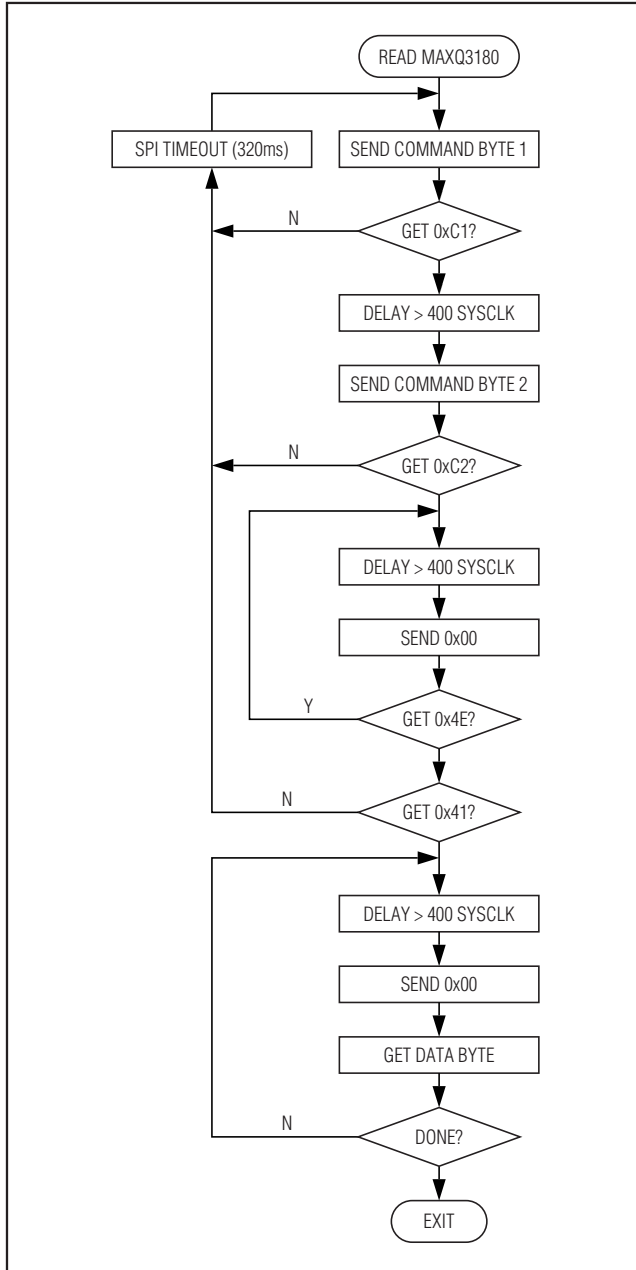 READ MAXQ3180
SPI TIMEOUT (320ms)
SEND COMMAND BYTE 1
N
GET 0xC1?
DELAY > 400 SYSCLK
SEND COMMAND BYTE 2
N
GET 0xC2?
DELAY > 400 SYSCLK
SEND 0x00
Y
GET 0x4E?
N
GET 0x41?
DELAY > 400 SYSCLK
SEND 0x00
GET DATA BYTE
N
DONE?
EXIT